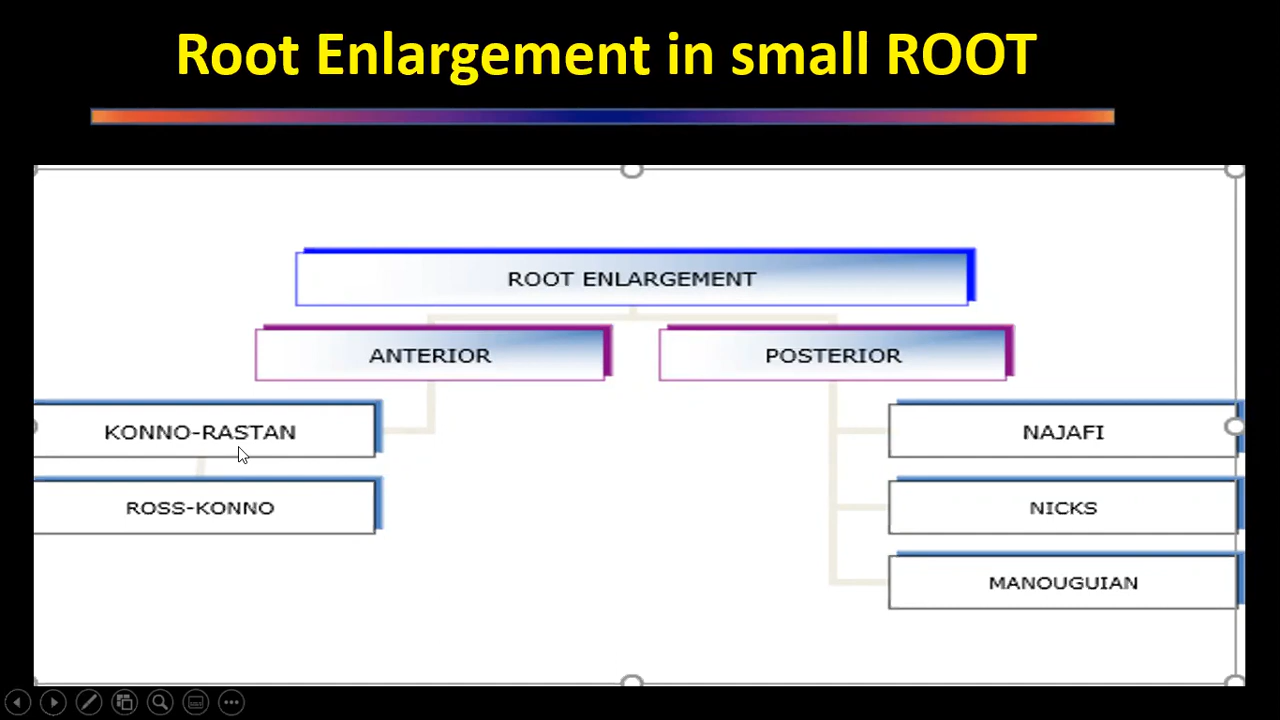 Root Enlargement in small ROOT
ROOT ENLARGEMENT
ANTERIOR
POSTERIOR
KONNO-RASTAN
NAJAFI
ROSS-KONNO
NICKS
MANOUGUIAN